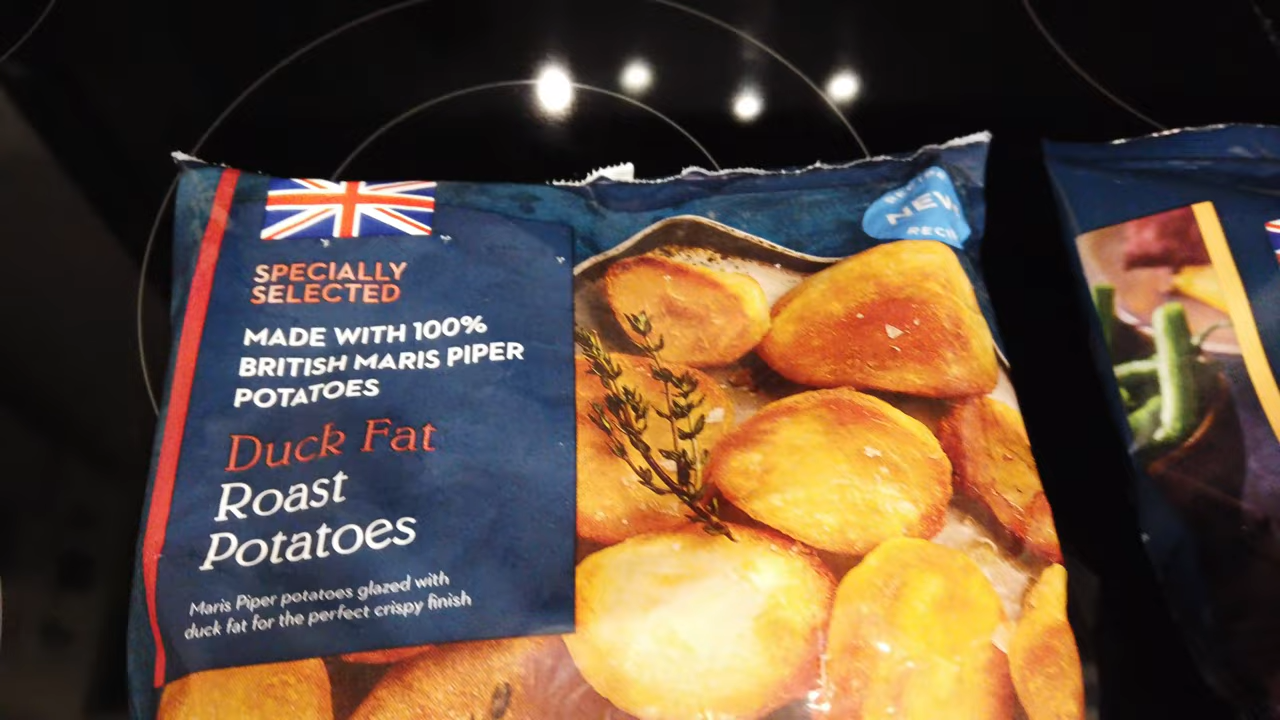 SPECIALLY
SELECTED
MADE WITH 100%
BRITISH MARIS PIPER
POTATOES
Duck Fat
Roast
Potatoes
Maris Piper potatoes glazed with
duck fat for the perfect crispy finish
NEW